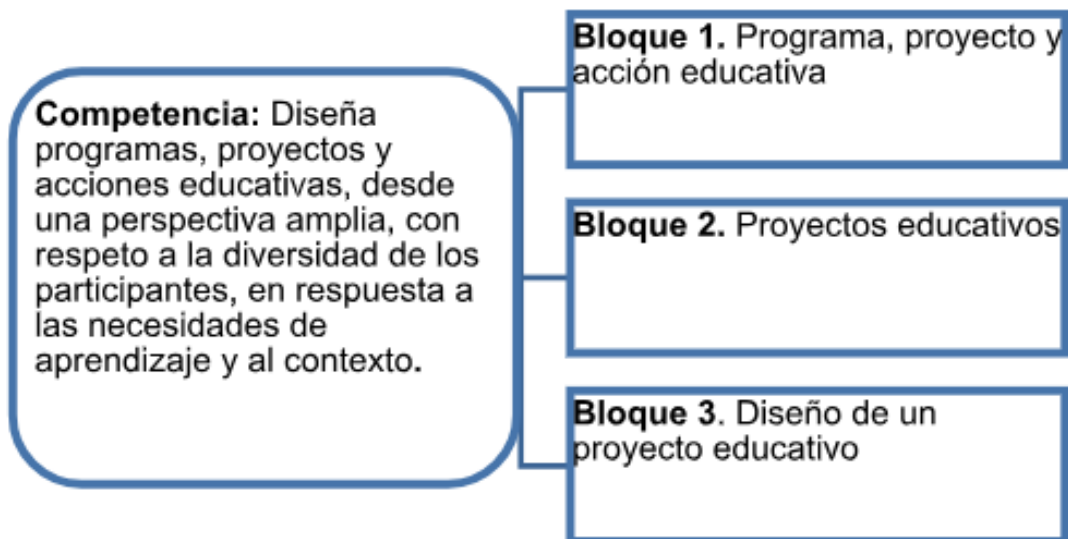 Competencia: Diseña
programas, proyectos y
acciones educativas, desde
una perspectiva amplia, con
respeto a la diversidad de los
participantes, en respuesta a
las necesidades de
aprendizaje y al contexto.
Bloque 1. Programa, proyecto y
acción educativa
Bloque 2. Proyectos educativos
Bloque 3. Diseño de un
proyecto educativo